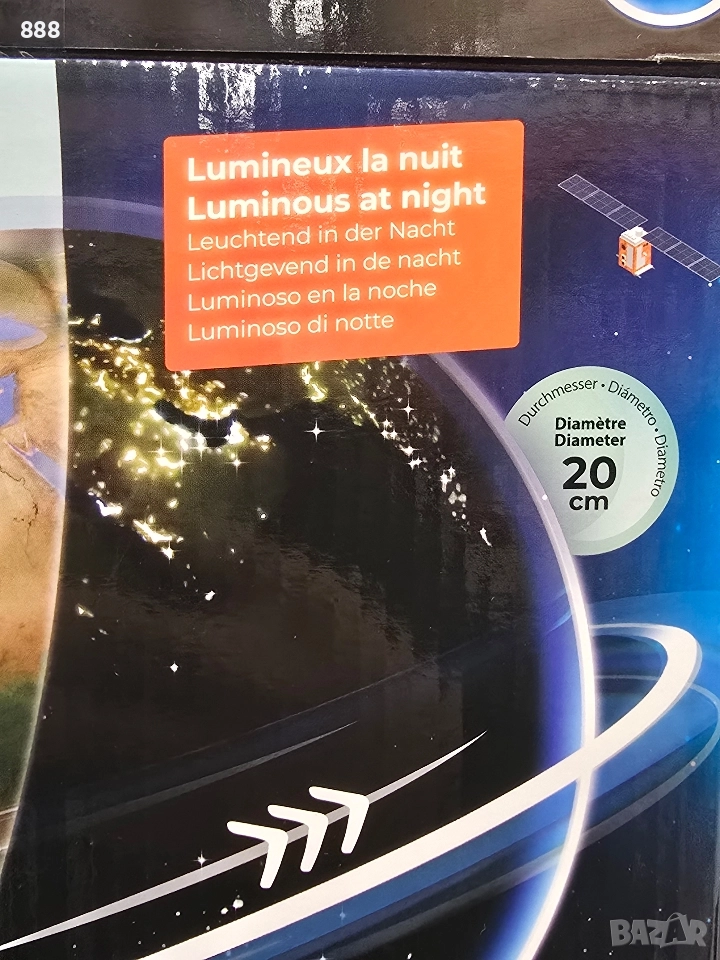 888
Lumineux la nuit
Luminous at night
Leuchtend in der Nacht
Lichtgevend in de nacht
Luminoso en la noche
Luminoso di notte
Durchmesser • Diámetro • Diametro
Diamètre
Diameter
20
cm
BAZAR